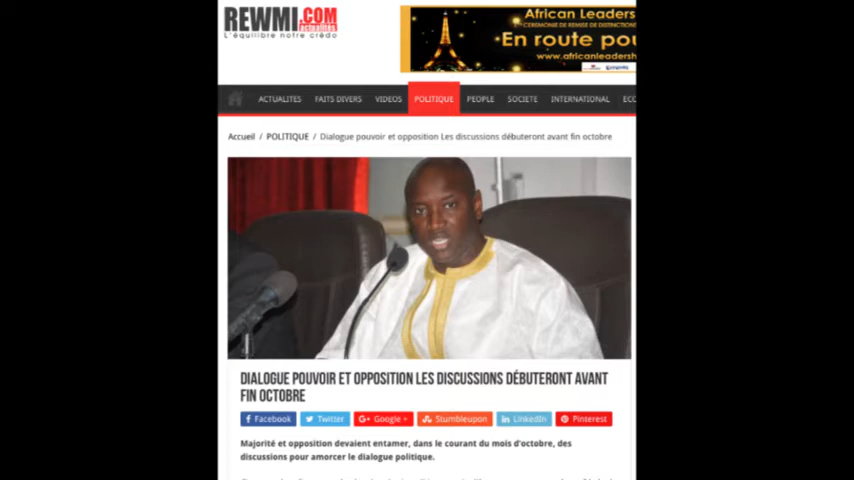 REWMI.COM
actualités
L'équilibre notre crédo
African Leaders
CEREMONIE DE REMISE DE DISTINCTIONS
En route pou
www.africanleadersh
ACTUALITES FAITS DIVERS VIDEOS POLITIQUE PEOPLE SOCIETE INTERNATIONAL ECO
Accueil / POLITIQUE / Dialogue pouvoir et opposition Les discussions débuteront avant fin octobre
DIALOGUE POUVOIR ET OPPOSITION LES DISCUSSIONS DÉBUTERONT AVANT
FIN OCTOBRE
Facebook Twitter Google + Stumbleupon LinkedIn Pinterest
Majorité et opposition devaient entamer, dans le courant du mois d'octobre, des
discussions pour amorcer le dialogue politique.